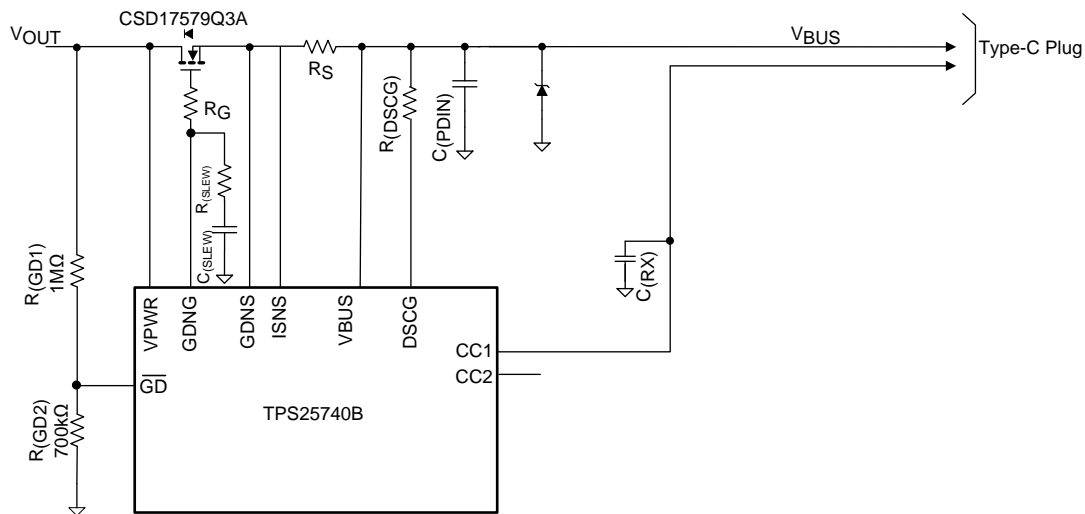 CSD17579Q3A
VOUT
VBUS
Type-C Plug
RS
RG
R(DSCG)
C(PDIN)
R(SLEW)
C(SLEW)
R(GD1)
1MΩ
C(RX)
VPWR
GDNG
GDNS
ISNS
VBUS
DSCG
CC1
CC2
GD
TPS25740B
R(GD2)
700kΩ